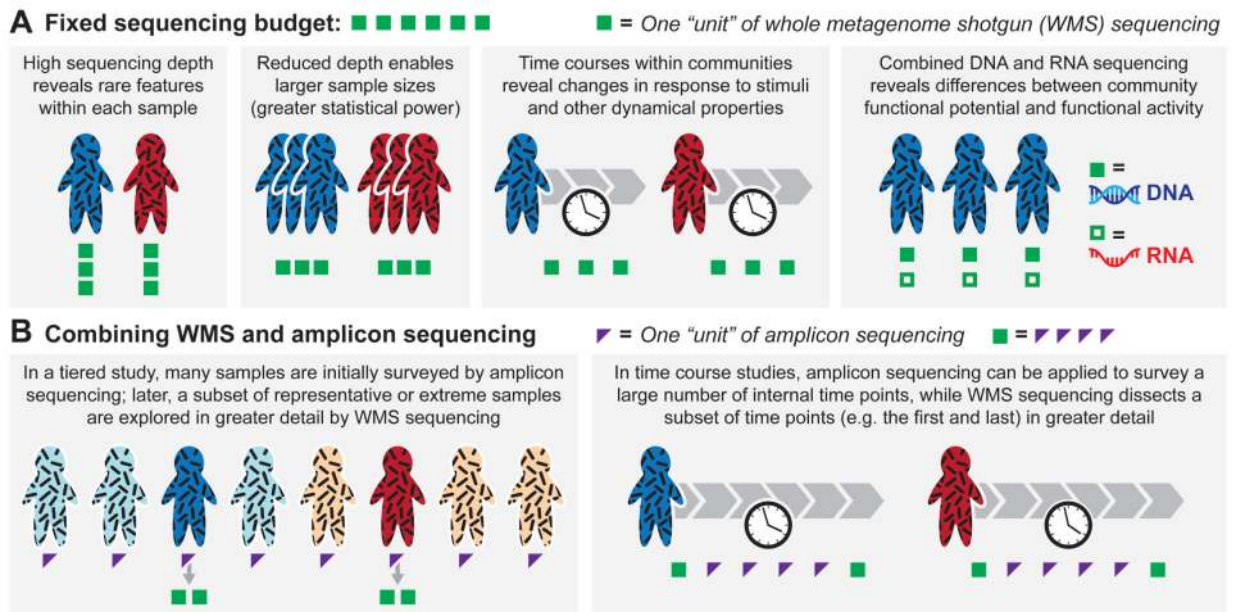 A Fixed sequencing budget:
= One “unit” of whole metagenome shotgun (WMS) sequencing
High sequencing depth
reveals rare features
within each sample
Reduced depth enables
larger sample sizes
(greater statistical power)
Time courses within communities
reveal changes in response to stimuli
and other dynamical properties
Combined DNA and RNA sequencing
reveals differences between community
functional potential and functional activity
=
DNA
=
RNA
B Combining WMS and amplicon sequencing
= One “unit” of amplicon sequencing
=
In a tiered study, many samples are initially surveyed by amplicon
sequencing; later, a subset of representative or extreme samples
are explored in greater detail by WMS sequencing
In time course studies, amplicon sequencing can be applied to survey a
large number of internal time points, while WMS sequencing dissects a
subset of time points (e.g. the first and last) in greater detail